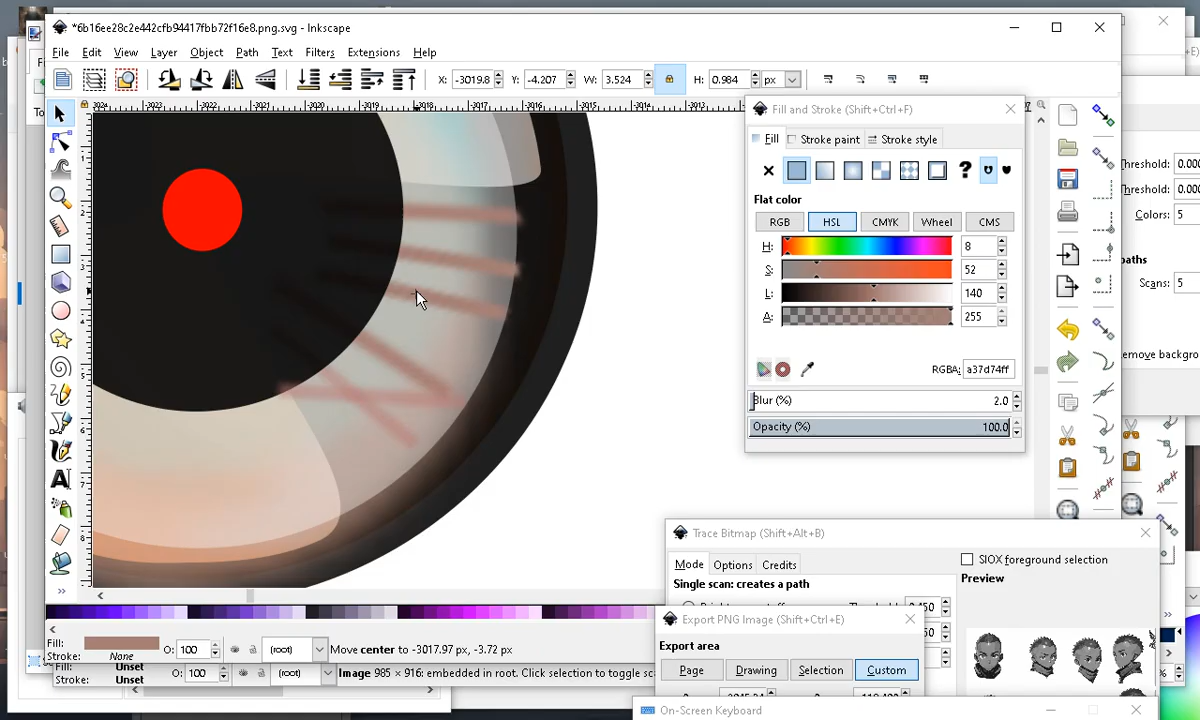 *6b16ee28c2e442cfb94417fbb72f16e8.png.svg - Inkscape
File Edit View Layer Object Path Text Filters Extensions Help
X: -3019.8 Y: -4.207 W: 3.524 H: 0.984 px
Fill and Stroke (Shift+Ctrl+F)
Fill Stroke paint Stroke style
Flat color
RGB HSL CMYK Wheel CMS
H: 8
S: 52
L: 140
A: 255
RGBA: a37d74ff
Blur (%) 2.0
Opacity (%) 100.0
Threshold: 0.000
Threshold: 0.000
Colors: 5
paths
Scans: 5
Trace Bitmap (Shift+Alt+B)
Mode Options Credits
SIOX foreground selection
Single scan: creates a path
Preview
Export PNG Image (Shift+Ctrl+E)
Export area
Page Drawing Selection Custom
Fill:
Stroke: None
O: 100
(root)
Move center to -3017.97 px, -3.72 px
Fill: Unset
Stroke: Unset
O: 100
(root)
Image 985 × 916: embedded in root. Click selection to toggle
On-Screen Keyboard